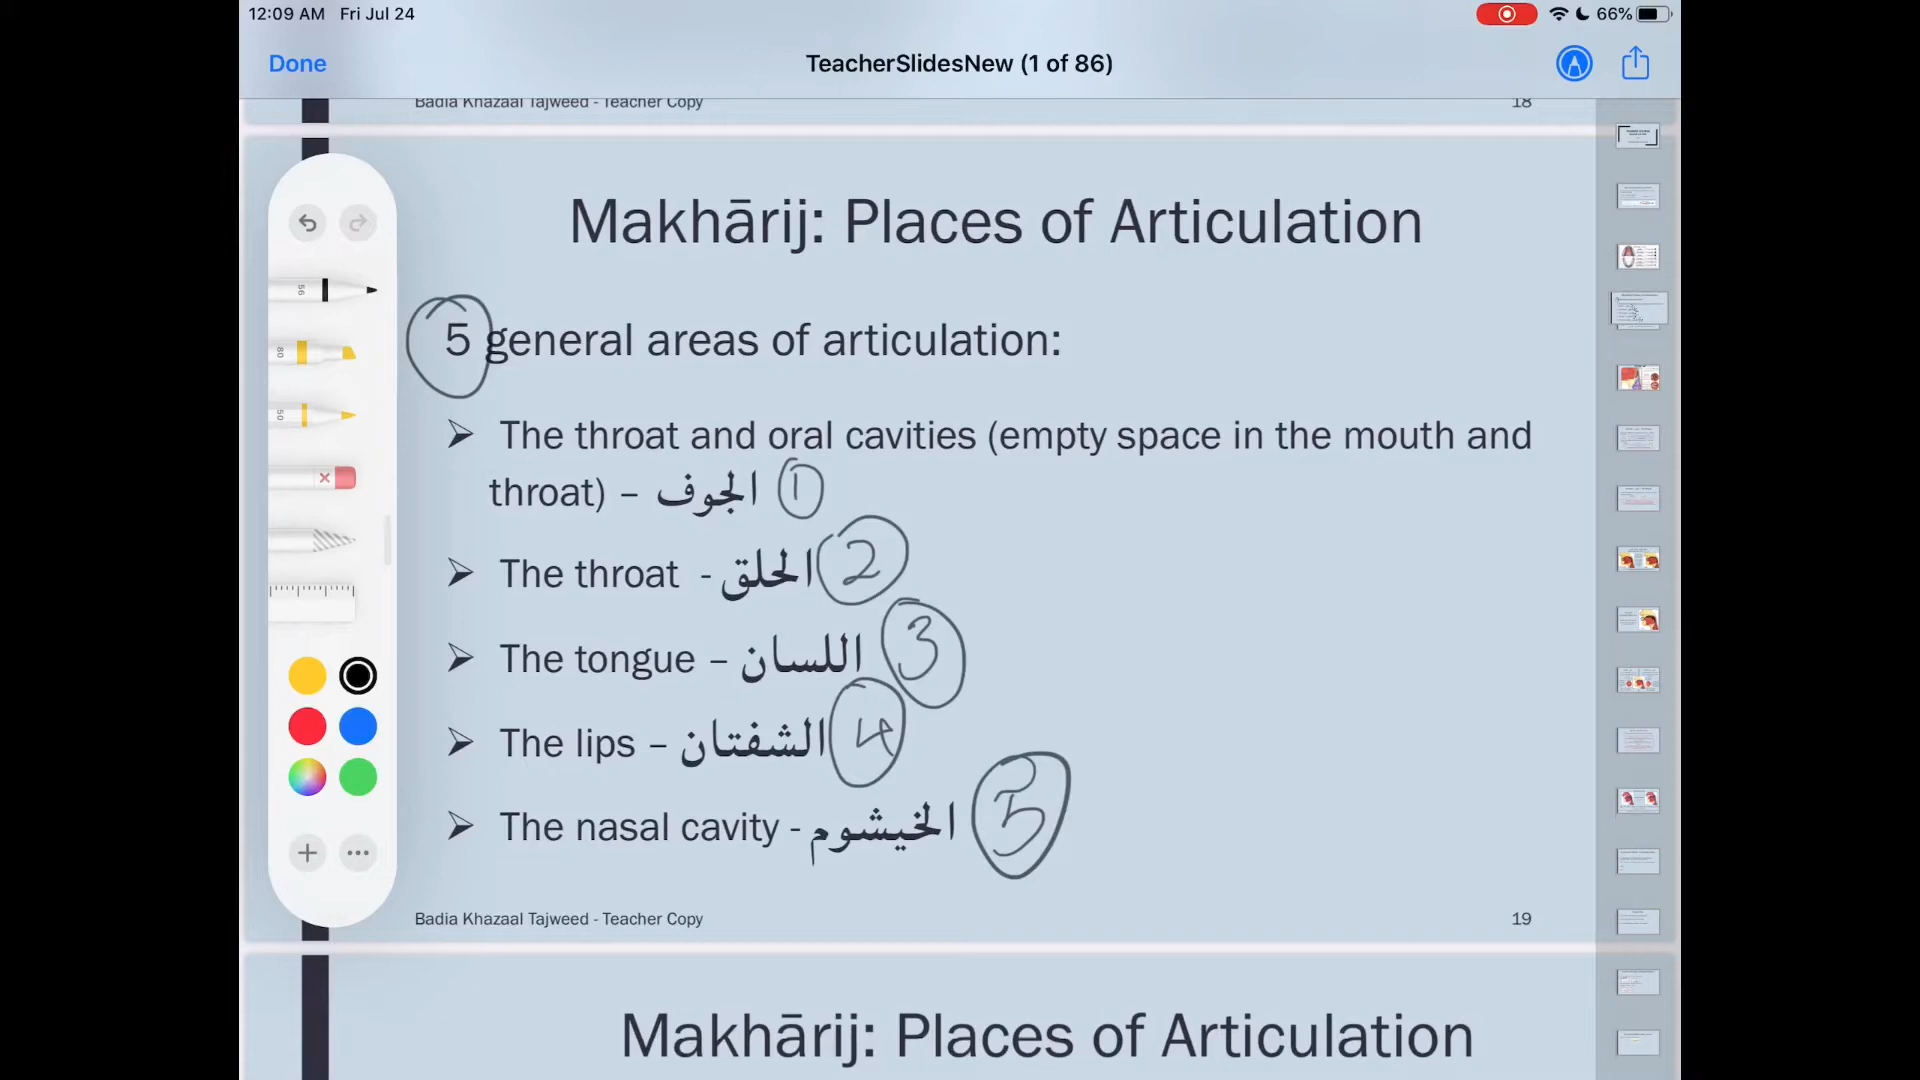 12:09 AM Fri Jul 24
66%
Done
TeacherSlidesNew (1 of 86)
Badia Khazaal Tajweed - Teacher Copy
18
Makhārij: Places of Articulation
5 general areas of articulation:
➢ The throat and oral cavities (empty space in the mouth and
throat) – الجوف 1
➢ The throat - الحلق 2
➢ The tongue – اللسان 3
➢ The lips – الشفتان 4
➢ The nasal cavity - الخيشوم 5
Badia Khazaal Tajweed - Teacher Copy
19
Makhārij: Places of Articulation
56
80
50